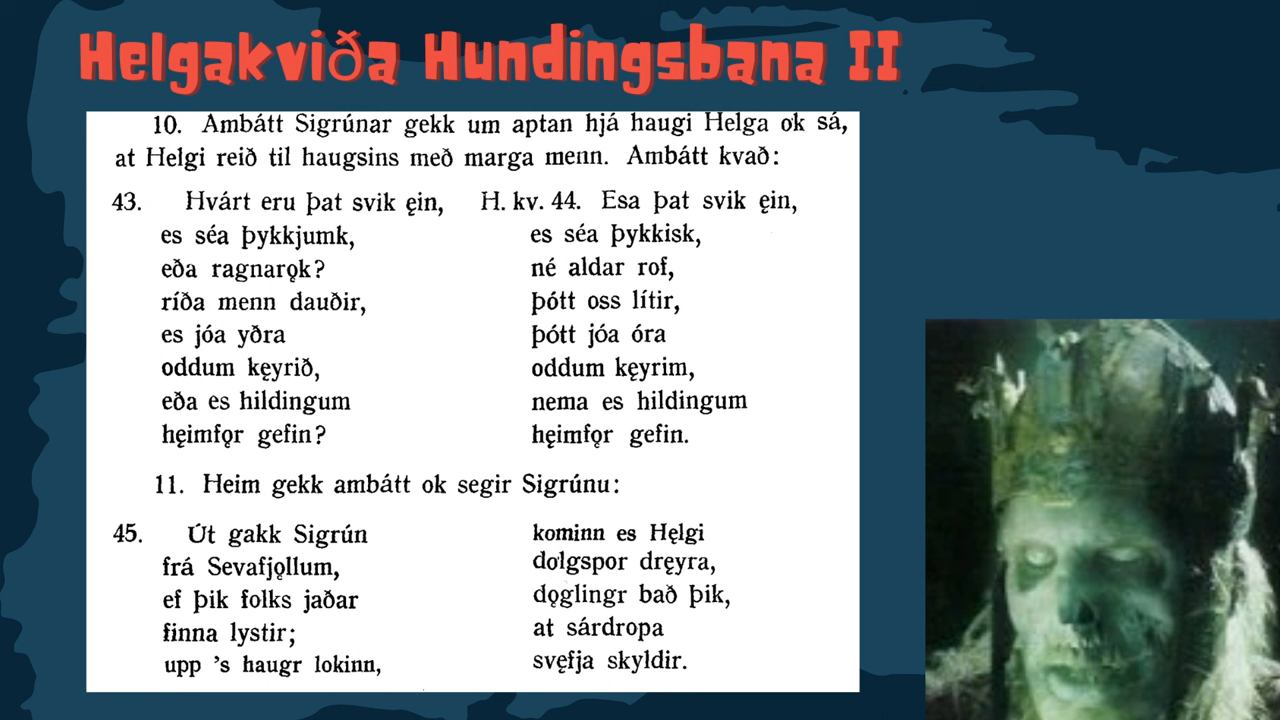 Helgakviða Hundingsbana II
10. Ambátt Sigrúnar gekk um aptan hjá haugi Helga ok sá,
at Helgi reið til haugsins með marga menn. Ambátt kvað:
43. Hvárt eru þat svik ęin,
es séa þykkjumk,
eða ragnarǫk?
ríða menn dauðir,
es jóa yðra
oddum kęyrið,
eða es hildingum
hęimfǫr gefin?
H. kv. 44. Esa þat svik ęin,
es séa þykkisk,
né aldar rof,
þótt oss lítir,
þótt jóa óra
oddum kęyrim,
nema es hildingum
hęimfǫr gefin.
11. Heim gekk ambátt ok segir Sigrúnu:
45. Út gakk Sigrún
frá Sevafjǫllum,
ef þik folks jaðar
finna lystir;
upp ’s haugr lokinn,
kominn es Hęlgi
dolgspor dręyra,
dǫglingr bað þik,
at sárdropa
svęfja skyldir.